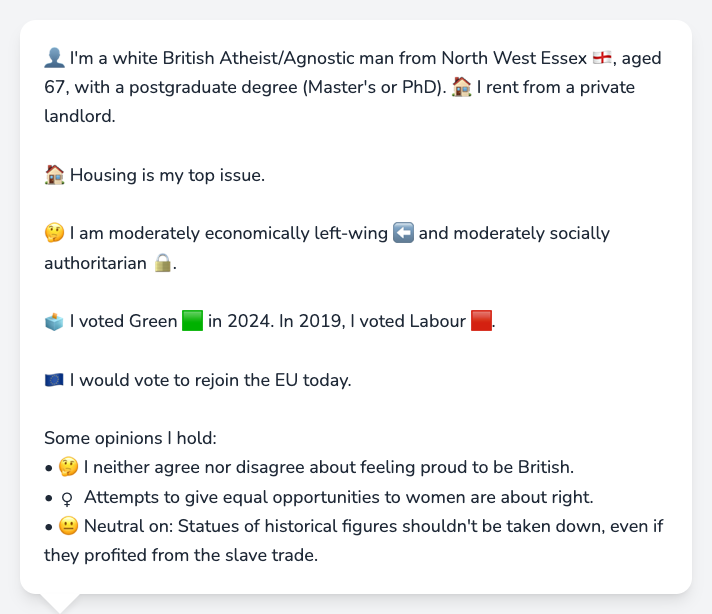 👤 I'm a white British Atheist/Agnostic man from North West Essex 🏴󠁧󠁢󠁥󠁮󠁧󠁿, aged
67, with a postgraduate degree (Master's or PhD). 🏠 I rent from a private
landlord.
🏠 Housing is my top issue.
🤔 I am moderately economically left-wing ⬅️ and moderately socially
authoritarian 🔒.
🗳️ I voted Green 🟩 in 2024. In 2019, I voted Labour 🟥.
🇪🇺 I would vote to rejoin the EU today.
Some opinions I hold:
• 🤔 I neither agree nor disagree about feeling proud to be British.
• ♀ Attempts to give equal opportunities to women are about right.
• 😐 Neutral on: Statues of historical figures shouldn't be taken down, even if
they profited from the slave trade.